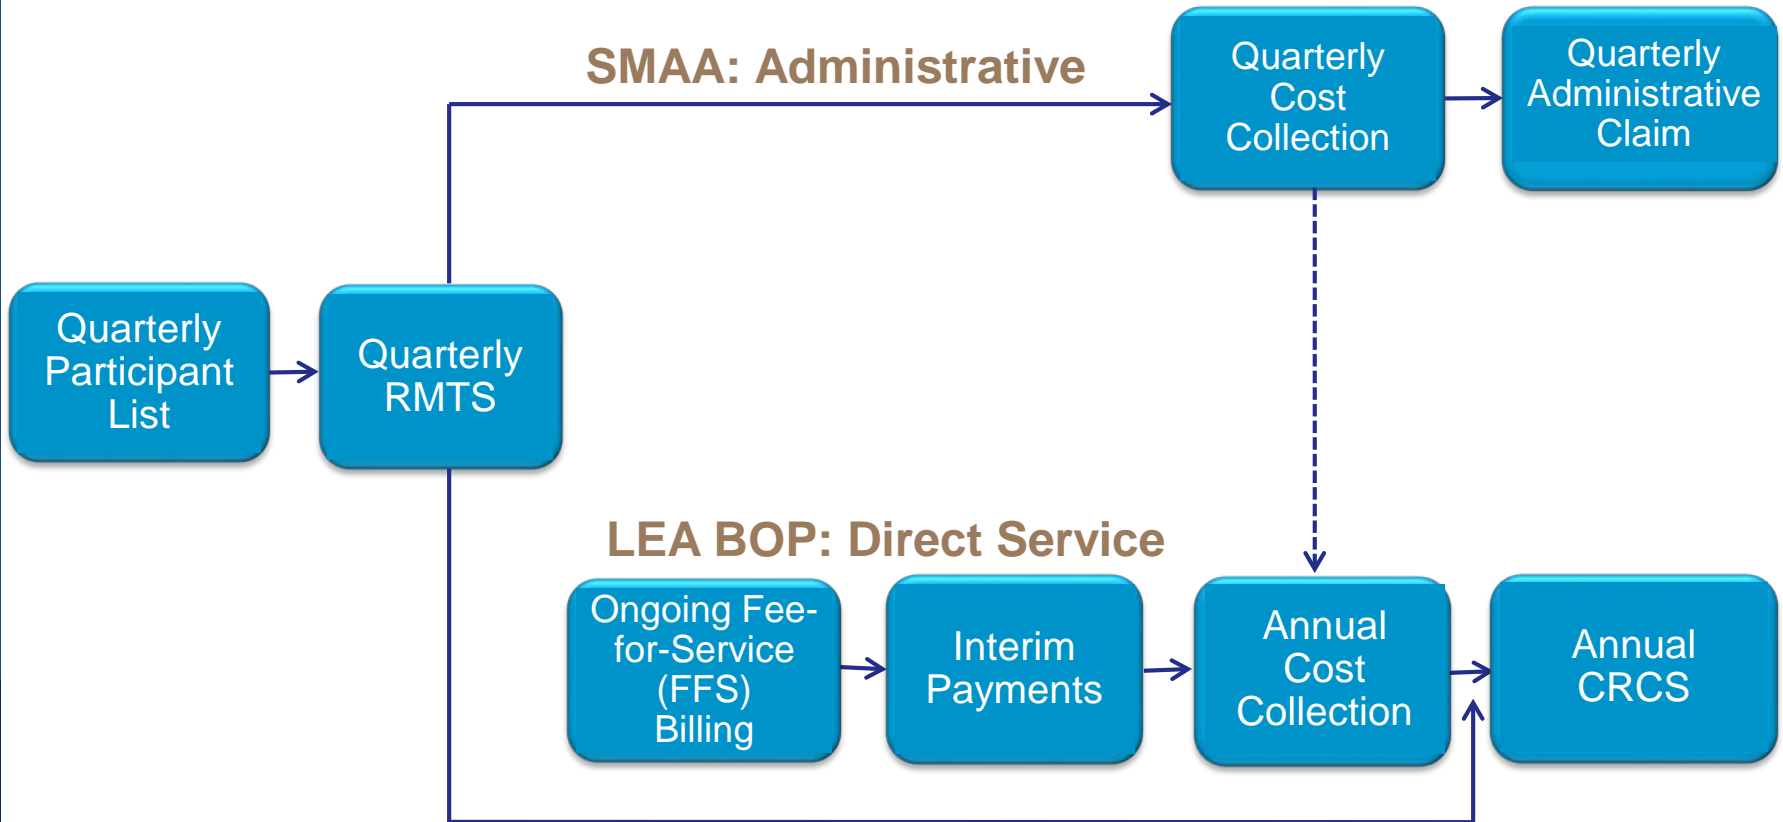 SMAA: Administrative
Quarterly
Cost
Collection
Quarterly
Administrative
Claim
Quarterly
Participant
List
Quarterly
RMTS
LEA BOP: Direct Service
Ongoing Fee-
for-Service
(FFS)
Billing
Interim
Payments
Annual
Cost
Collection
Annual
CRCS